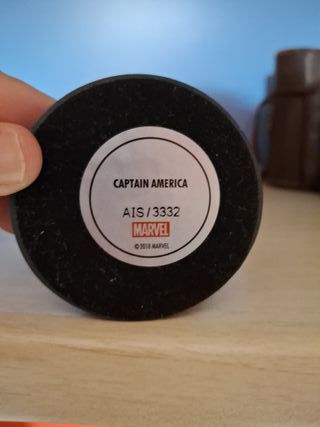 CAPTAIN AMERICA
AIS/3332
MARVEL
© 2018 MARVEL